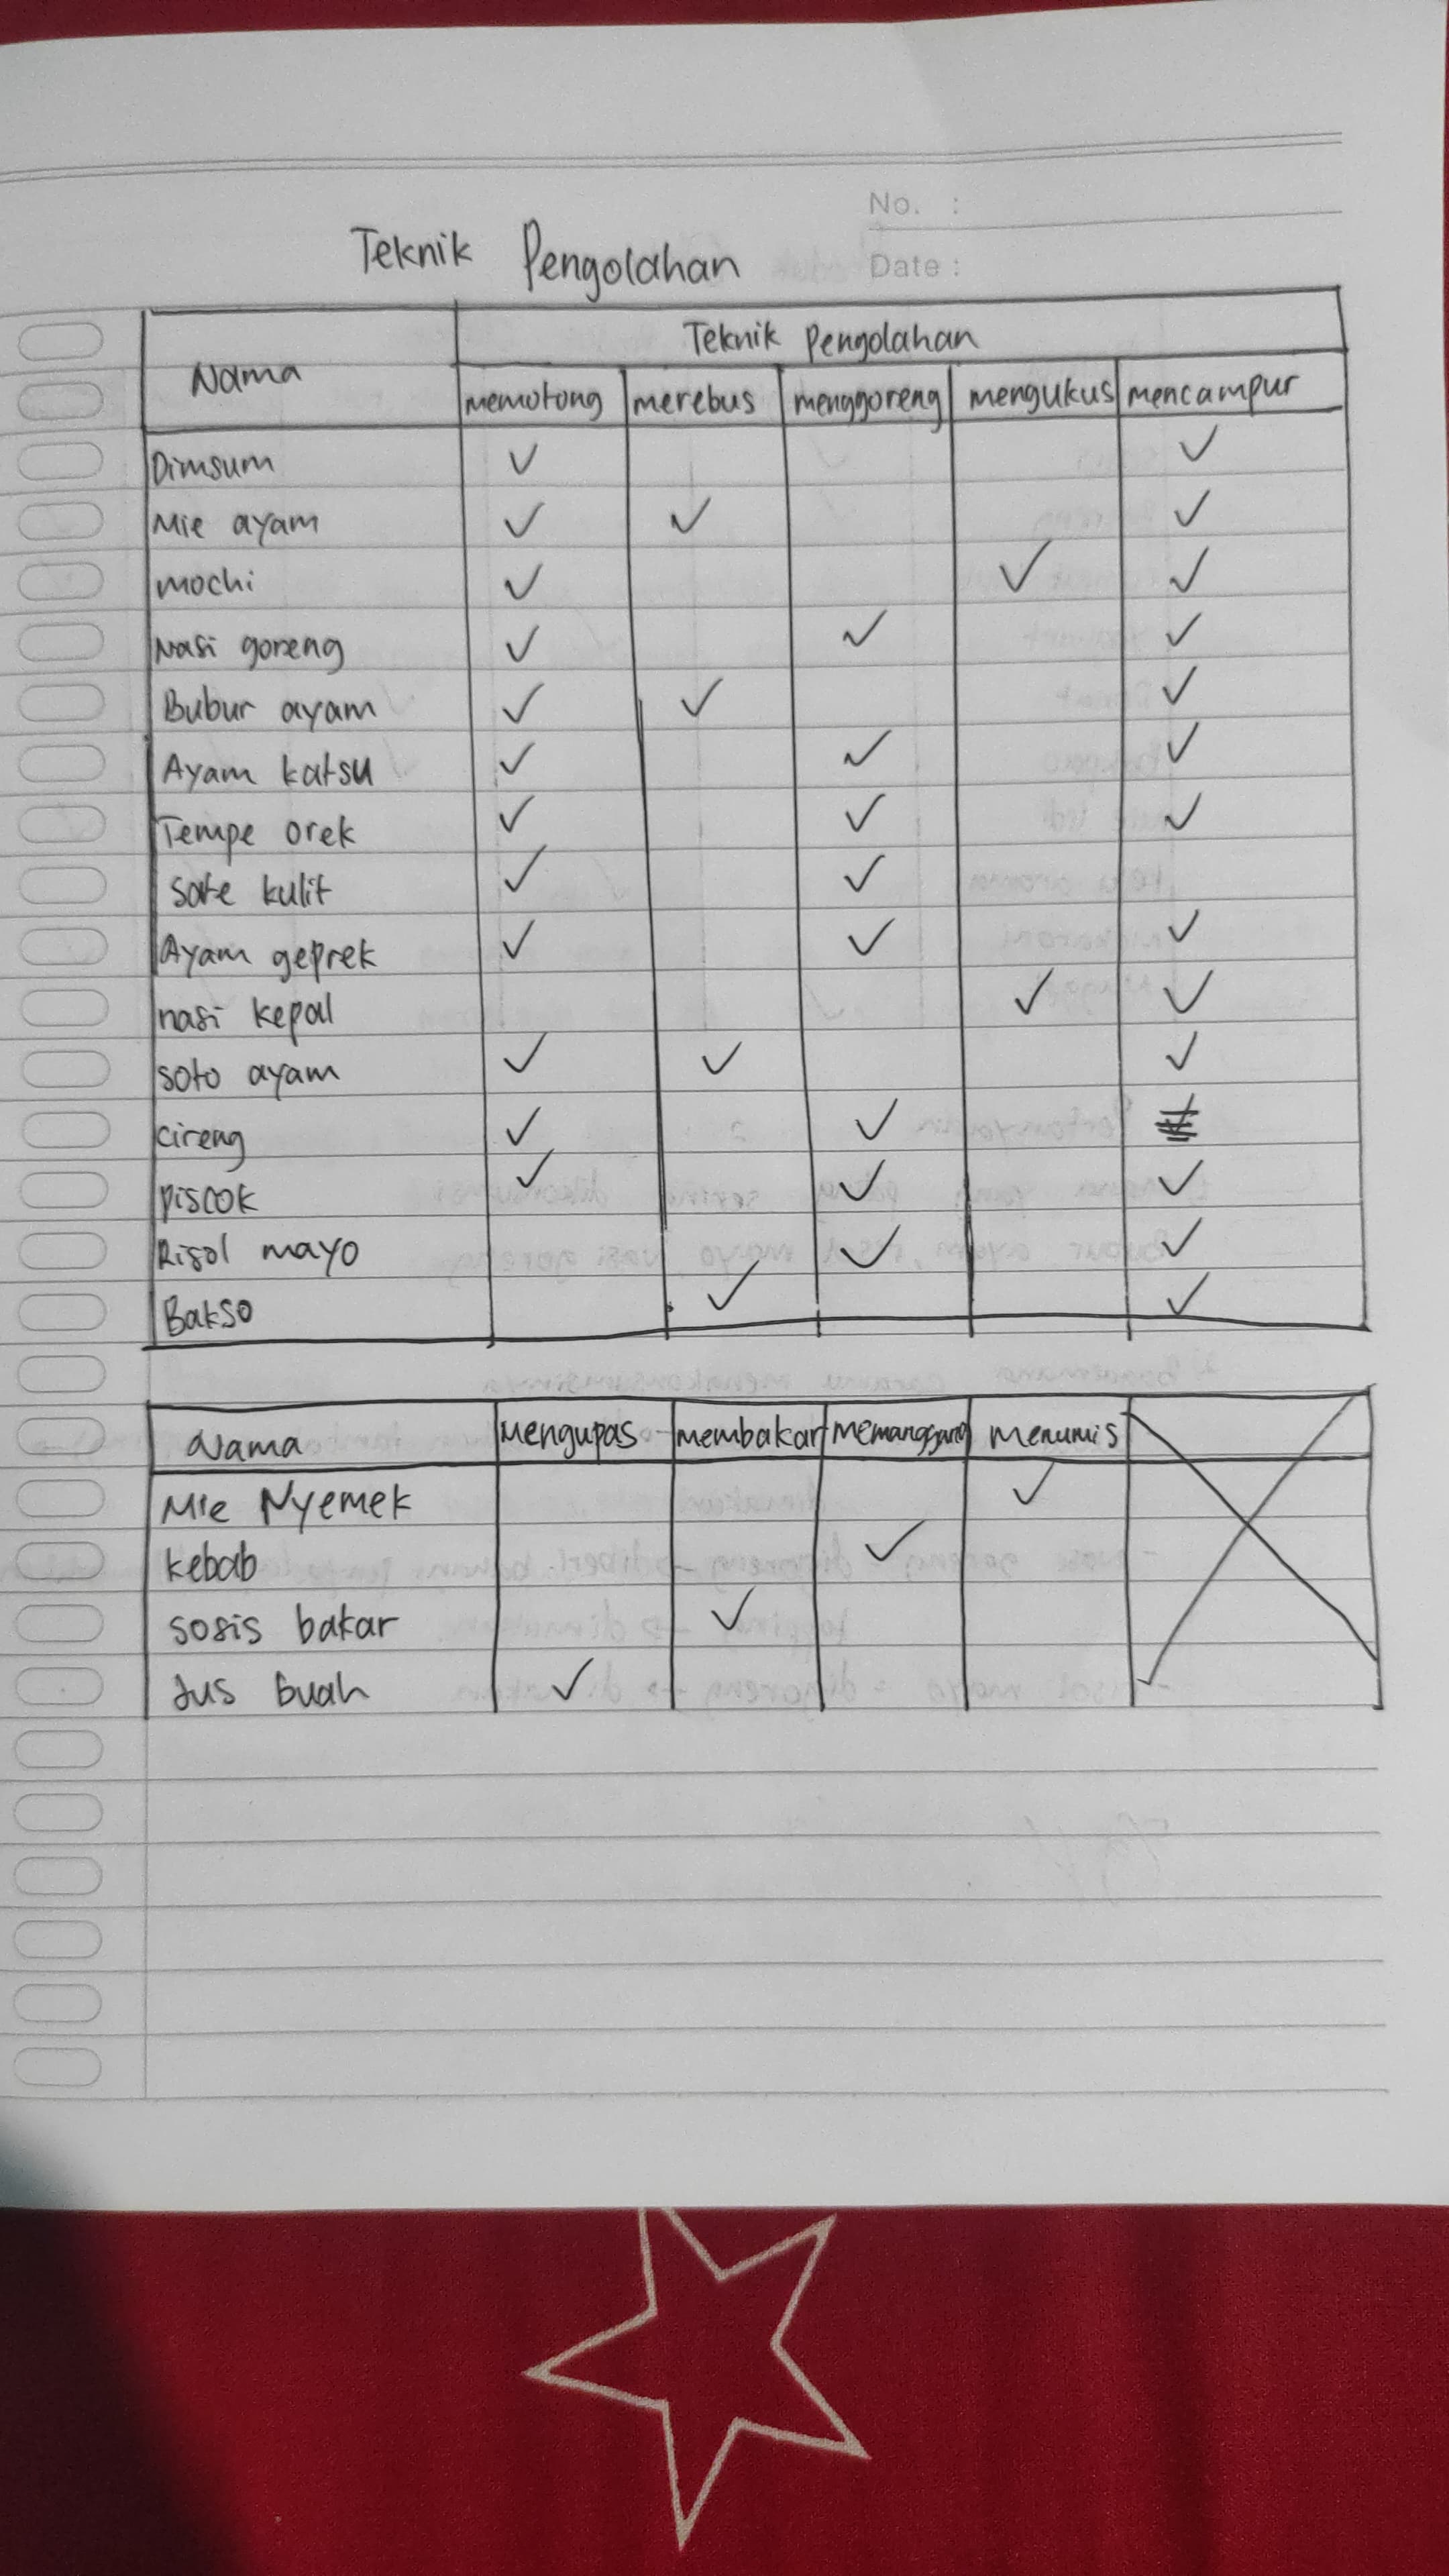 No. :
Teknik Pengolahan
Date :
Nama
Teknik Pengolahan
memotong merebus menggoreng mengukus mencampur
Dimsum ✓ ✓
Mie ayam ✓ ✓ ✓
mochi ✓ ✓ ✓
Nasi goreng ✓ ✓ ✓
Bubur ayam ✓ ✓ ✓
Ayam katsu ✓ ✓ ✓
Tempe orek ✓ ✓ ✓
sate kulit ✓ ✓
Ayam geprek ✓ ✓ ✓
nasi kepal ✓ ✓
soto ayam ✓ ✓ ✓
cireng ✓ ✓
piscok ✓ ✓ ✓
Risol mayo ✓ ✓
Bakso ✓ ✓
Nama Mengupas membakar memanggang menumis
Mie Nyemek ✓
kebab ✓
sosis bakar ✓
Jus buah ✓